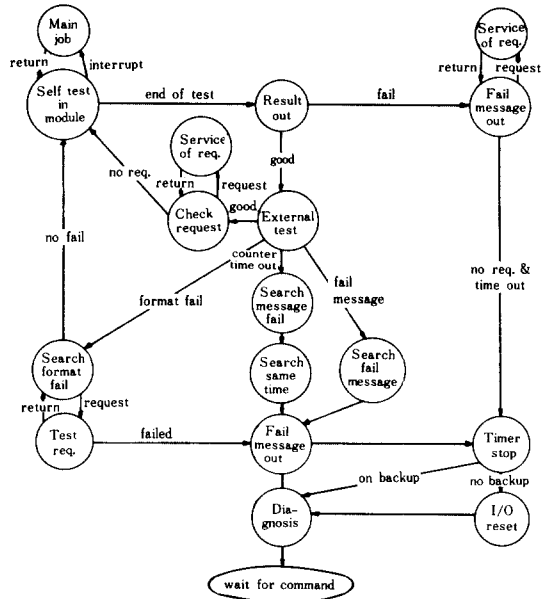 Main
job
return
interrupt
Self test
in
module
end of test
Result
out
fail
Service
of req.
return
request
Fail
message
out
good
Service
of req.
return
request
no req.
Check
request
good
External
test
no fail
format fail
counter
time out
fail
message
no req. &
time out
Search
message
fail
Search
format
fail
Search
same
time
Search
fail
message
return
request
Test
req.
failed
Fail
message
out
Timer
stop
on backup
no backup
Dia-
gnosis
I/O
reset
wait for command